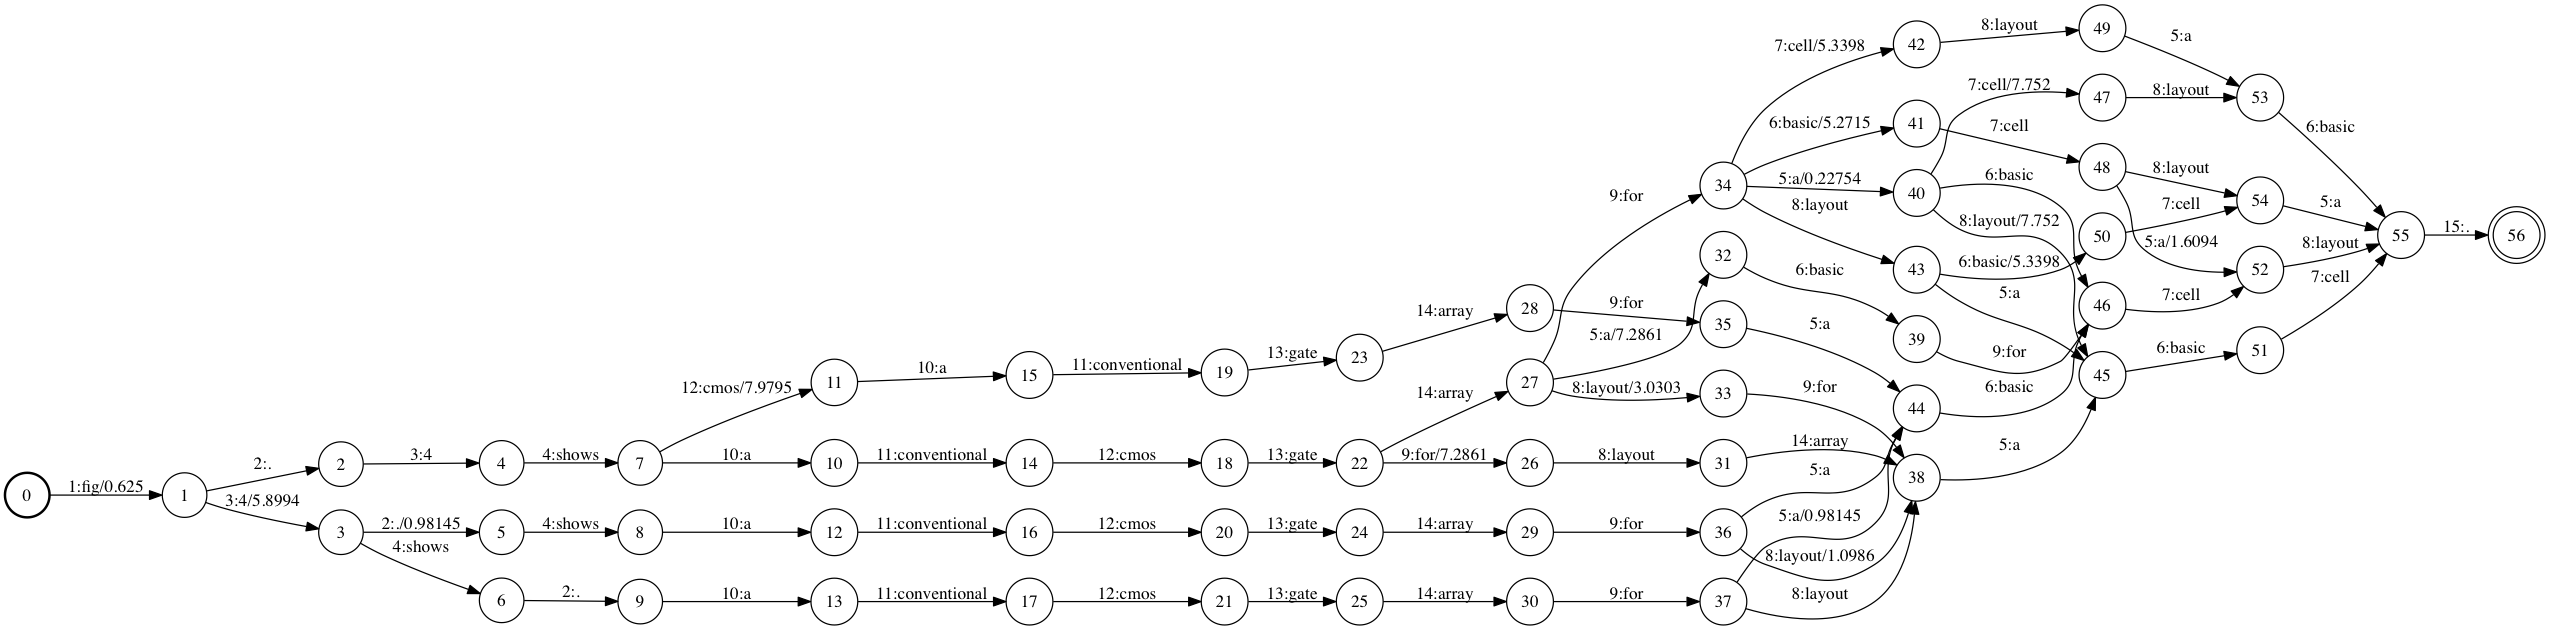 0
1:fig/0.625
1
2:.
3:4/5.8994
2
3
3:4
2:./0.98145
4:shows
4
5
6
4:shows
4:shows
2:.
7
8
9
12:cmos/7.9795
10:a
10:a
10:a
11
10
12
13
10:a
11:conventional
11:conventional
11:conventional
15
14
16
17
11:conventional
12:cmos
12:cmos
12:cmos
19
18
20
21
13:gate
13:gate
13:gate
13:gate
23
22
24
25
14:array
14:array
9:for/7.2861
14:array
14:array
28
27
26
29
30
9:for
9:for
5:a/7.2861
8:layout/3.0303
8:layout
9:for
9:for
34
32
35
33
31
36
37
7:cell/5.3398
6:basic/5.2715
5:a/0.22754
8:layout
6:basic
5:a
9:for
14:array
5:a
5:a/0.98145
8:layout/1.0986
8:layout
42
41
40
43
39
44
38
8:layout
7:cell/7.752
7:cell
6:basic
8:layout/7.752
6:basic/5.3398
5:a
9:for
6:basic
5:a
49
47
48
50
46
45
5:a
8:layout
8:layout
7:cell
5:a/1.6094
7:cell
6:basic
53
54
52
51
6:basic
5:a
8:layout
7:cell
55
15:.
56